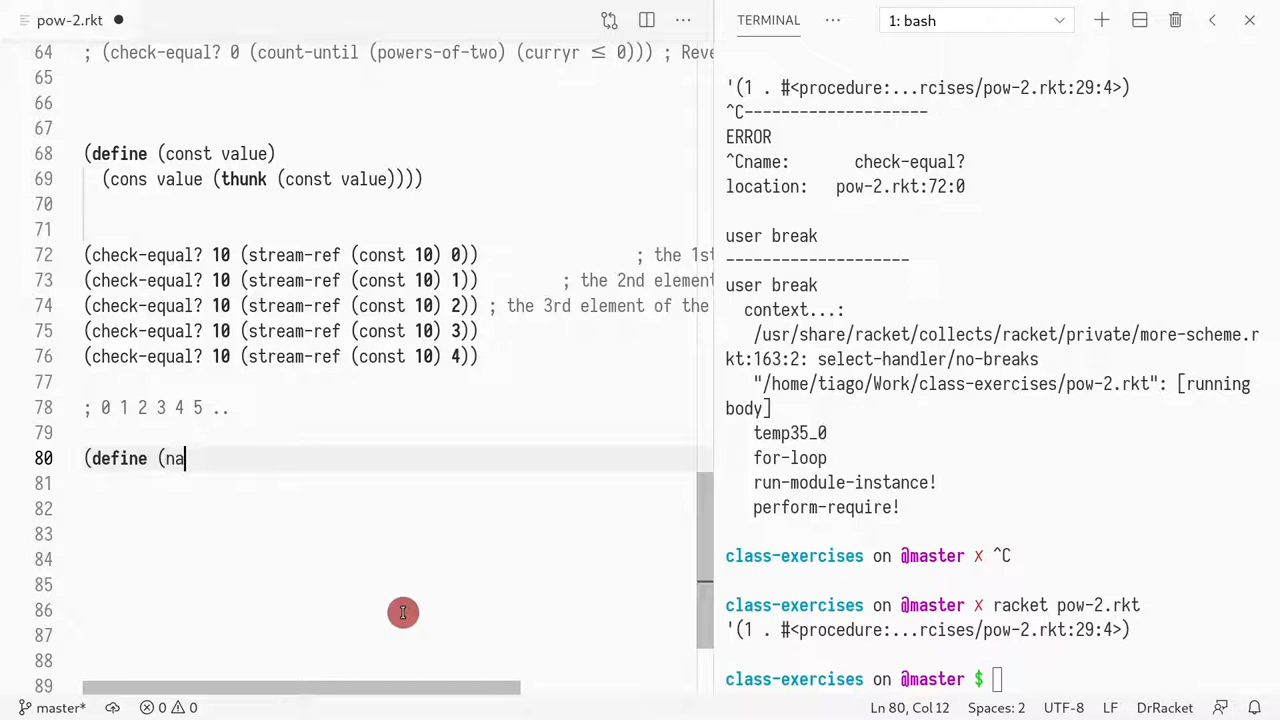 pow-2.rkt
64 ; (check-equal? 0 (count-until (powers-of-two) (curryr ≤ 0))) ; Reve
65
66
67
68 (define (const value)
69 (cons value (thunk (const value))))
70
71
72 (check-equal? 10 (stream-ref (const 10) 0)) ; the 1st
73 (check-equal? 10 (stream-ref (const 10) 1)) ; the 2nd element
74 (check-equal? 10 (stream-ref (const 10) 2)) ; the 3rd element of the
75 (check-equal? 10 (stream-ref (const 10) 3))
76 (check-equal? 10 (stream-ref (const 10) 4))
77
78 ; 0 1 2 3 4 5 ..
79
80 (define (na
81
82
83
84
85
86
87
88
89
TERMINAL
1: bash
'(1 . #<procedure:...rcises/pow-2.rkt:29:4>)
^C--------------------
ERROR
^Cname: check-equal?
location: pow-2.rkt:72:0
user break
--------------------
user break
context...:
/usr/share/racket/collects/racket/private/more-scheme.r
kt:163:2: select-handler/no-breaks
"/home/tiago/Work/class-exercises/pow-2.rkt": [running
body]
temp35_0
for-loop
run-module-instance!
perform-require!
class-exercises on @master ✗ ^C
class-exercises on @master ✗ racket pow-2.rkt
'(1 . #<procedure:...rcises/pow-2.rkt:29:4>)
class-exercises on @master $
master* 0 0 Ln 80, Col 12 Spaces: 2 UTF-8 LF DrRacket